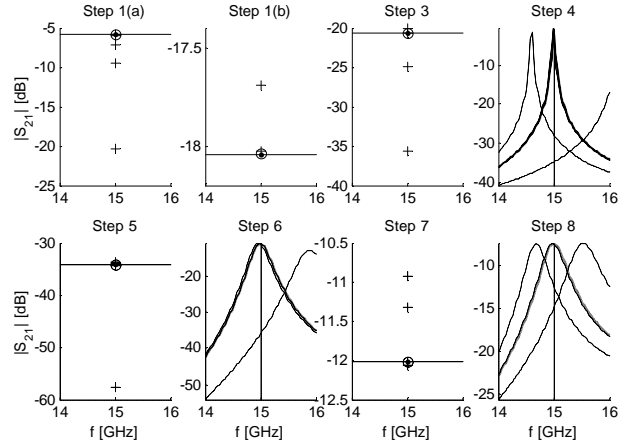 Step 1(a)
Step 1(b)
Step 3
Step 4
|S21| [dB]
-5
-10
-15
-20
-25
14 15 16
-17.5
-18
14 15 16
-20
-25
-30
-35
-40
14 15 16
-10
-20
-30
-40
14 15 16
f [GHz]
f [GHz]
f [GHz]
f [GHz]
Step 5
Step 6
Step 7
Step 8
|S21| [dB]
-30
-40
-50
-60
14 15 16
-20
-30
-40
-50
14 15 16
-10.5
-11
-11.5
-12
-12.5
14 15 16
-10
-15
-20
-25
14 15 16
f [GHz]
f [GHz]
f [GHz]
f [GHz]